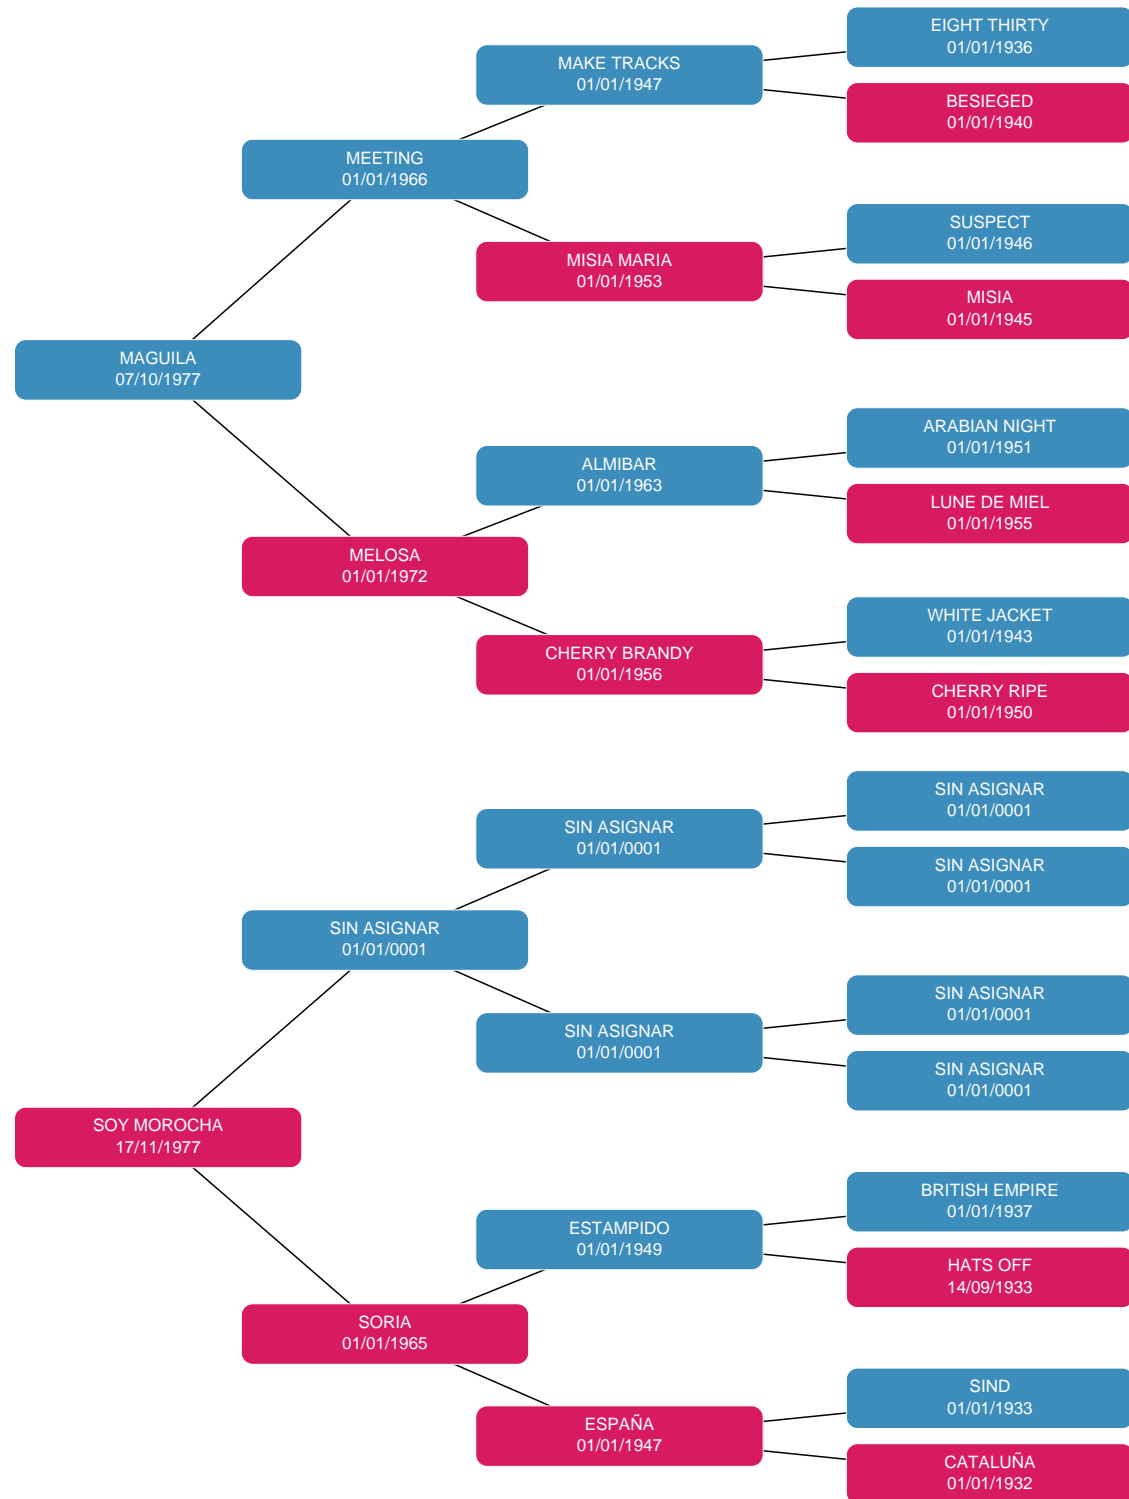 EIGHT THIRTY
01/01/1936
MAKE TRACKS
01/01/1947
BESIEGED
01/01/1940
MEETING
01/01/1966
SUSPECT
01/01/1946
MISIA MARIA
01/01/1953
MISIA
01/01/1945
MAGUILA
07/10/1977
ARABIAN NIGHT
01/01/1951
ALMIBAR
01/01/1963
LUNE DE MIEL
01/01/1955
MELOSA
01/01/1972
WHITE JACKET
01/01/1943
CHERRY BRANDY
01/01/1956
CHERRY RIPE
01/01/1950
SIN ASIGNAR
01/01/0001
SIN ASIGNAR
01/01/0001
SIN ASIGNAR
01/01/0001
SIN ASIGNAR
01/01/0001
SIN ASIGNAR
01/01/0001
SIN ASIGNAR
01/01/0001
SIN ASIGNAR
01/01/0001
SOY MOROCHA
17/11/1977
BRITISH EMPIRE
01/01/1937
ESTAMPIDO
01/01/1949
HATS OFF
14/09/1933
SORIA
01/01/1965
SIND
01/01/1933
ESPAÑA
01/01/1947
CATALUÑA
01/01/1932